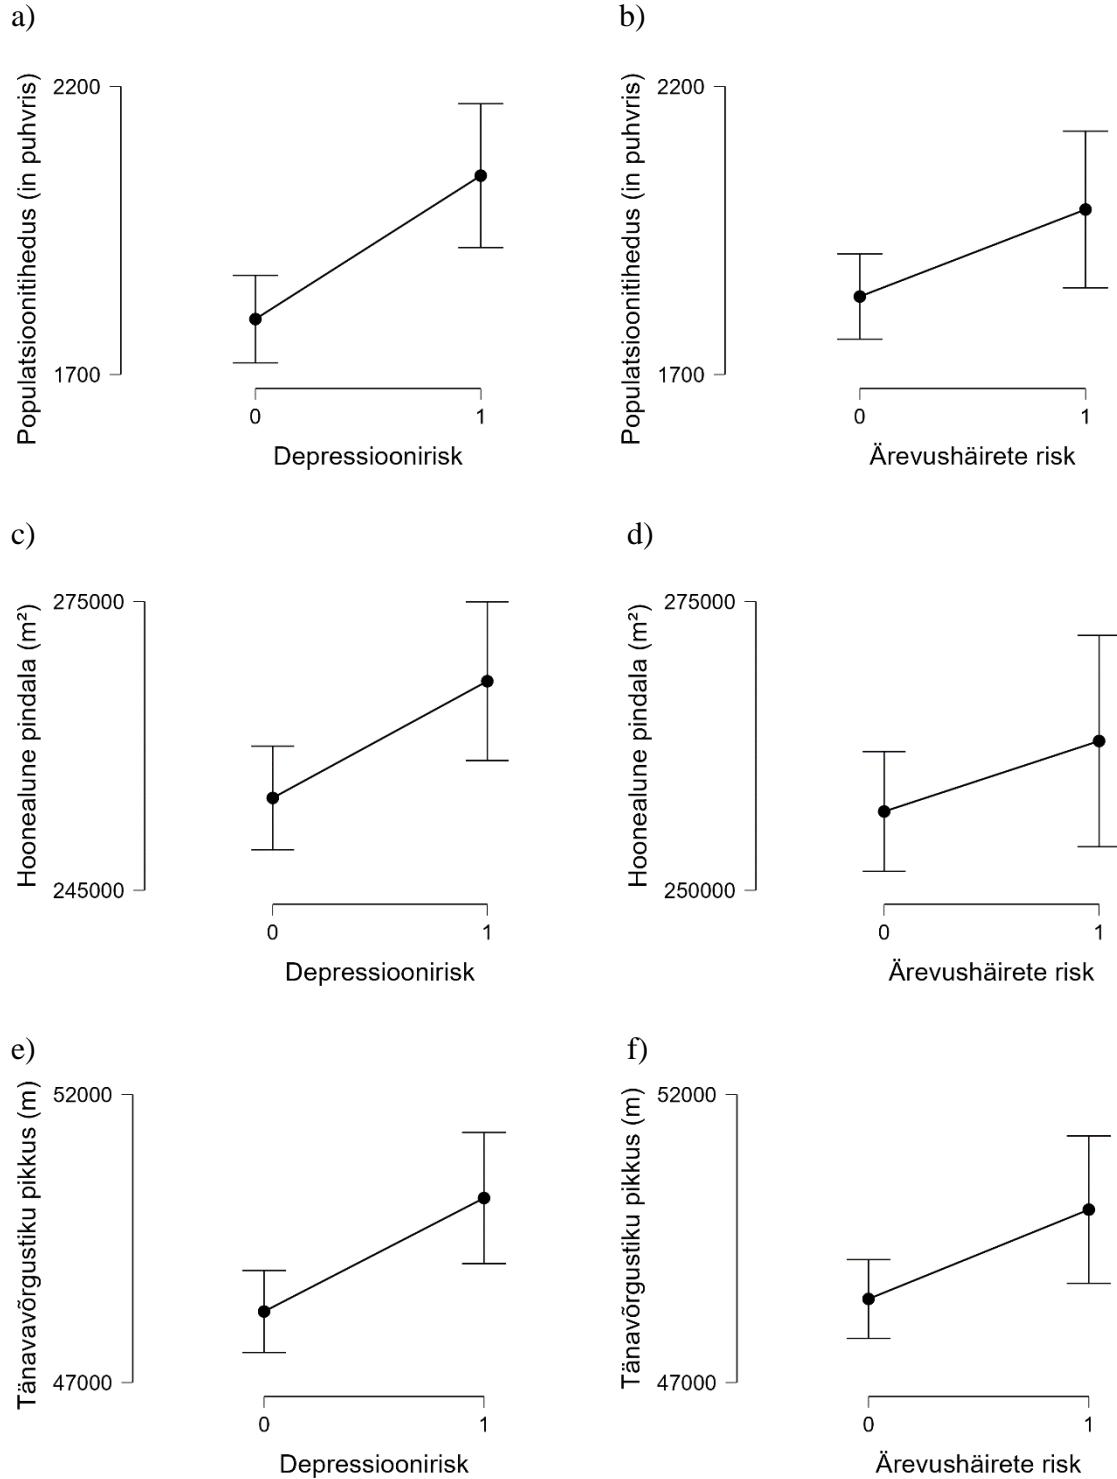 a)
Populatsioonitihedus (in puhvris)
2200
1700
0
1
Depressioonirisk
b)
Populatsioonitihedus (in puhvris)
2200
1700
0
1
Ärevushäirete risk
c)
Hoonealune pindala (m²)
275000
245000
0
1
Depressioonirisk
d)
Hoonealune pindala (m²)
275000
250000
0
1
Ärevushäirete risk
e)
Tänavavõrgustiku pikkus (m)
52000
47000
0
1
Depressioonirisk
f)
Tänavõrgustiku pikkus (m)
52000
47000
0
1
Ärevushäirete risk